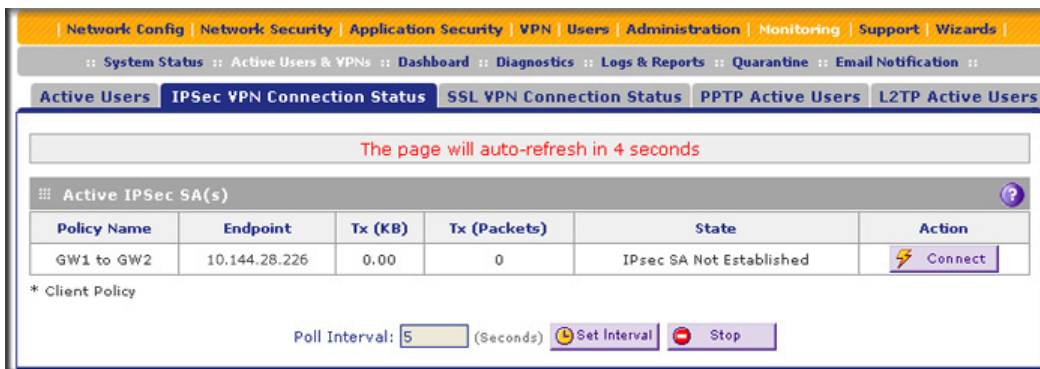 | Network Config | Network Security | Application Security | VPN | Users | Administration | Monitoring | Support | Wizards |
:: System Status :: Active Users & VPNs :: Dashboard :: Diagnostics :: Logs & Reports :: Quarantine :: Email Notification ::
Active Users IPSec VPN Connection Status SSL VPN Connection Status PPTP Active Users L2TP Active Users
The page will auto-refresh in 4 seconds
Active IPSec SA(s) ?
Policy Name Endpoint Tx (KB) Tx (Packets) State Action
GW1 to GW2 10.144.28.226 0.00 0 IPsec SA Not Established Connect
* Client Policy
Poll Interval: 5 (Seconds) Set Interval Stop